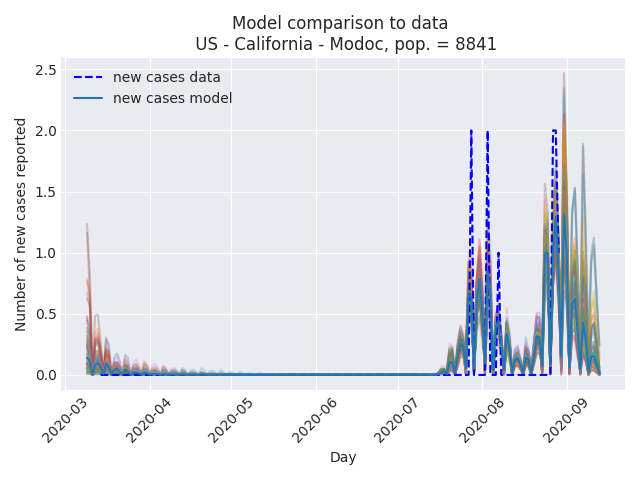 Model comparison to data
US - California - Modoc, pop. = 8841
new cases data
new cases model
Number of new cases reported
2.5
2.0
1.5
1.0
0.5
0.0
2020-03
2020-04
2020-05
2020-06
2020-07
2020-08
2020-09
Day